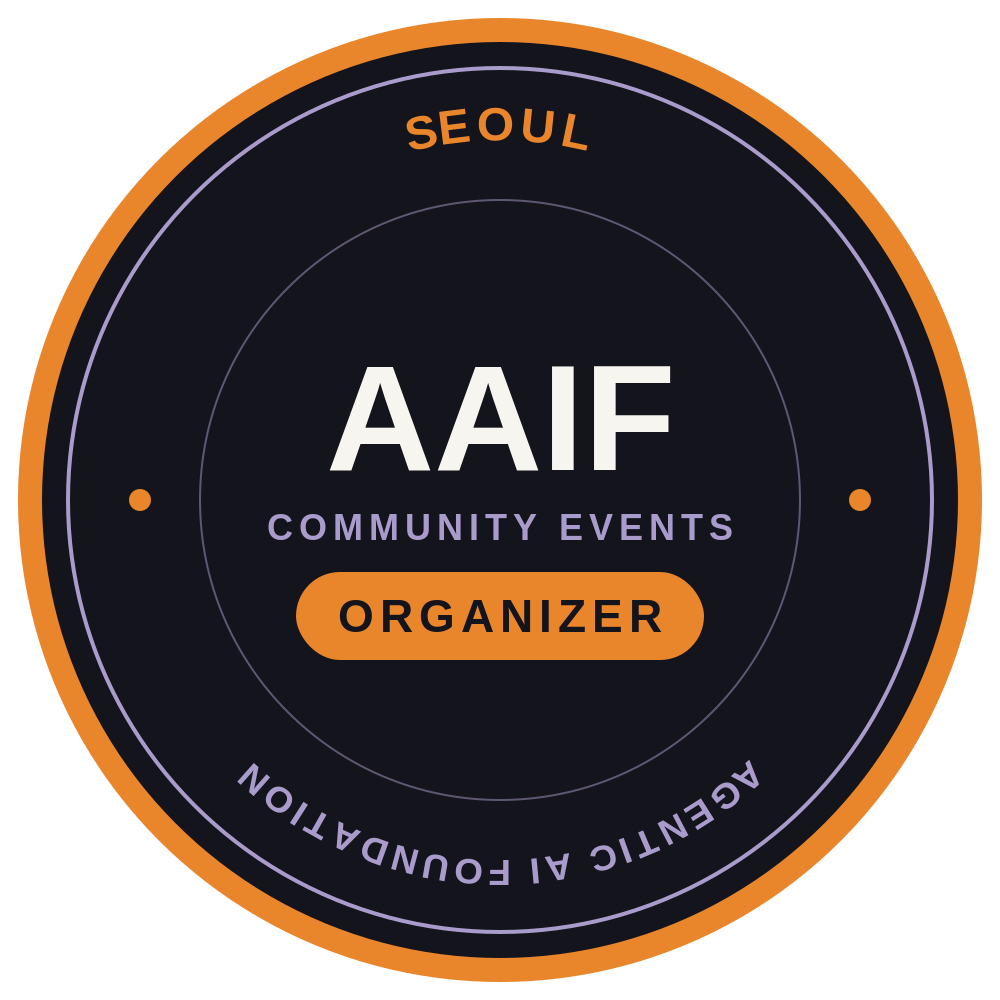 SEOUL
AAIF
COMMUNITY EVENTS
ORGANIZER
AGENTIC AI FOUNDATION